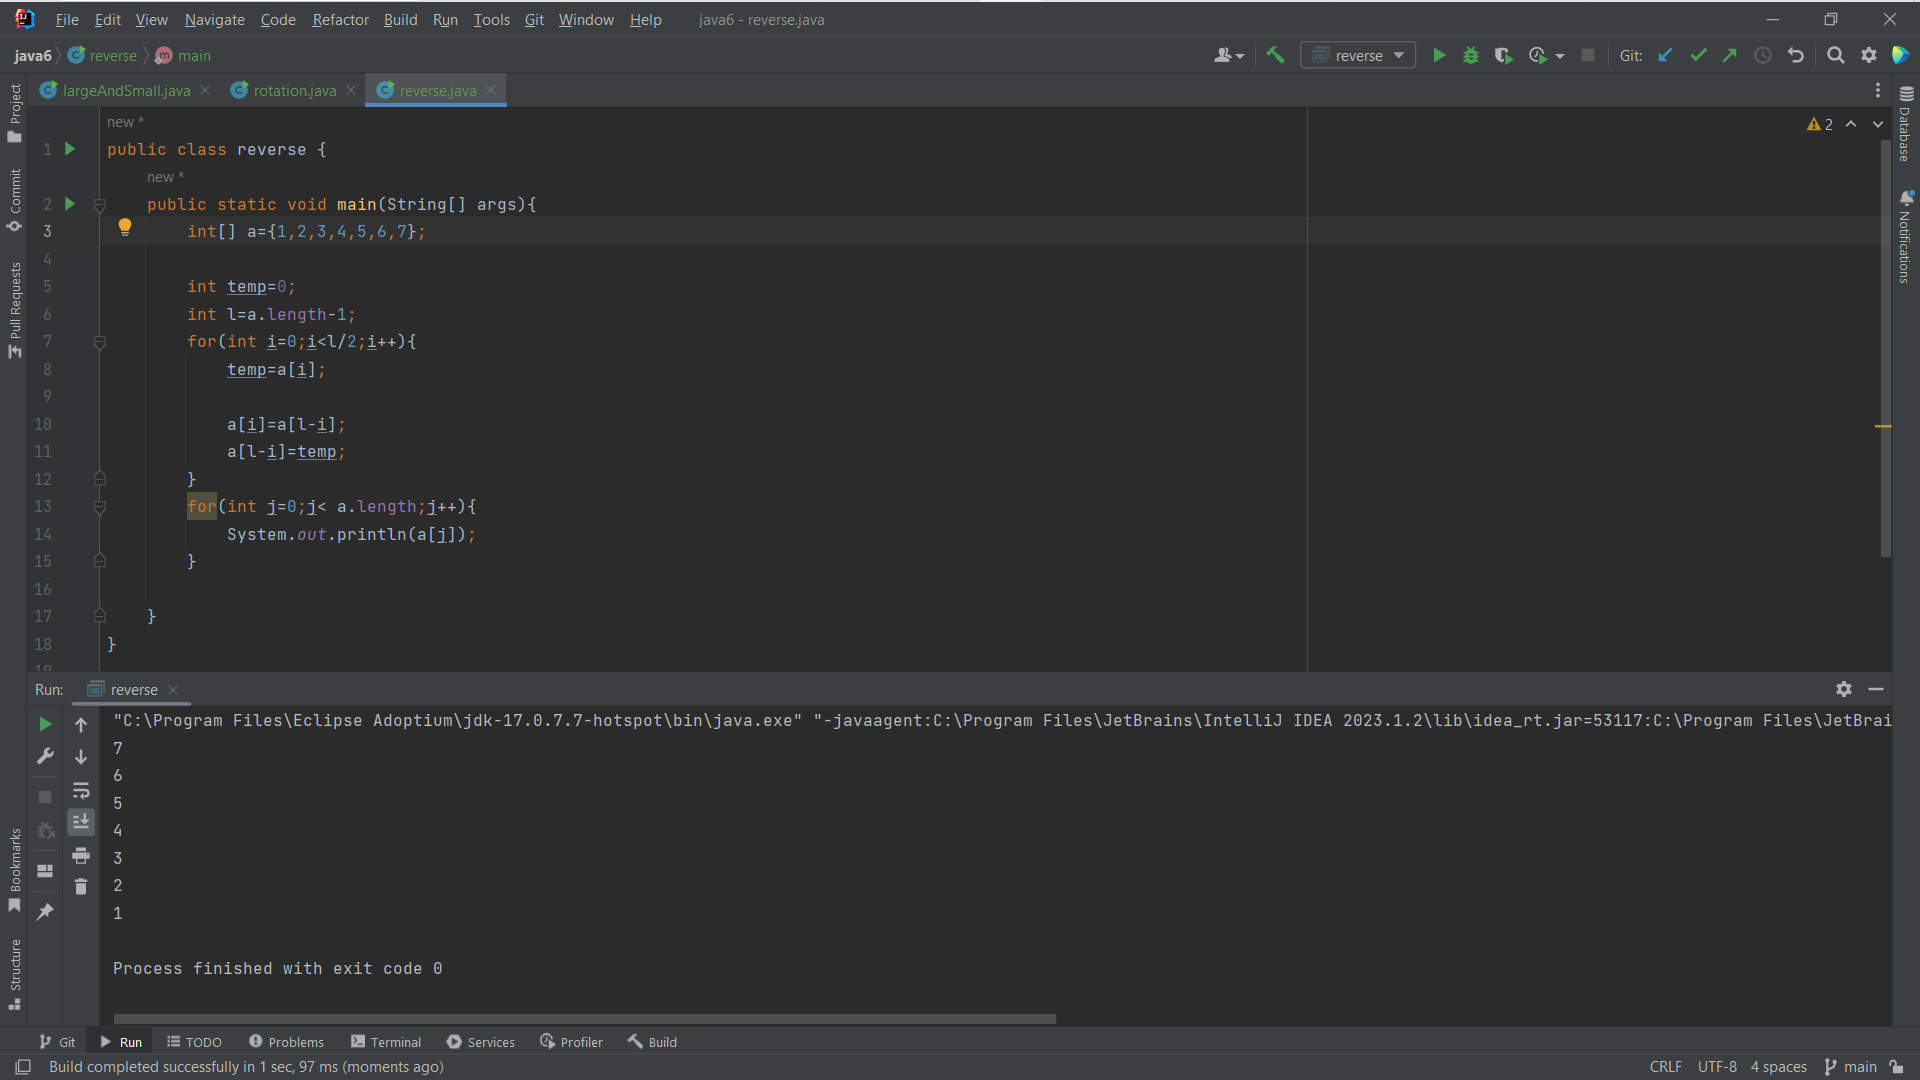 File Edit View Navigate Code Refactor Build Run Tools Git Window Help java6 - reverse.java
java6 reverse main reverse Git:
largeAndSmall.java rotation.java reverse.java
new *
2
1 public class reverse {
new *
2 public static void main(String[] args){
3 int[] a={1,2,3,4,5,6,7};
4
5 int temp=0;
6 int l=a.length-1;
7 for(int i=0;i<l/2;i++){
8 temp=a[i];
9
10 a[i]=a[l-i];
11 a[l-i]=temp;
12 }
13 for(int j=0;j< a.length;j++){
14 System.out.println(a[j]);
15 }
16
17 }
18 }
19
Project
Commit
Pull Requests
Bookmarks
Structure
Database
Notifications
Run: reverse
"C:\Program Files\Eclipse Adoptium\jdk-17.0.7.7-hotspot\bin\java.exe" "-javaagent:C:\Program Files\JetBrains\IntelliJ IDEA 2023.1.2\lib\idea_rt.jar=53117:C:\Program Files\JetBrai
7
6
5
4
3
2
1
Process finished with exit code 0
Git Run TODO Problems Terminal Services Profiler Build
Build completed successfully in 1 sec, 97 ms (moments ago) CRLF UTF-8 4 spaces main